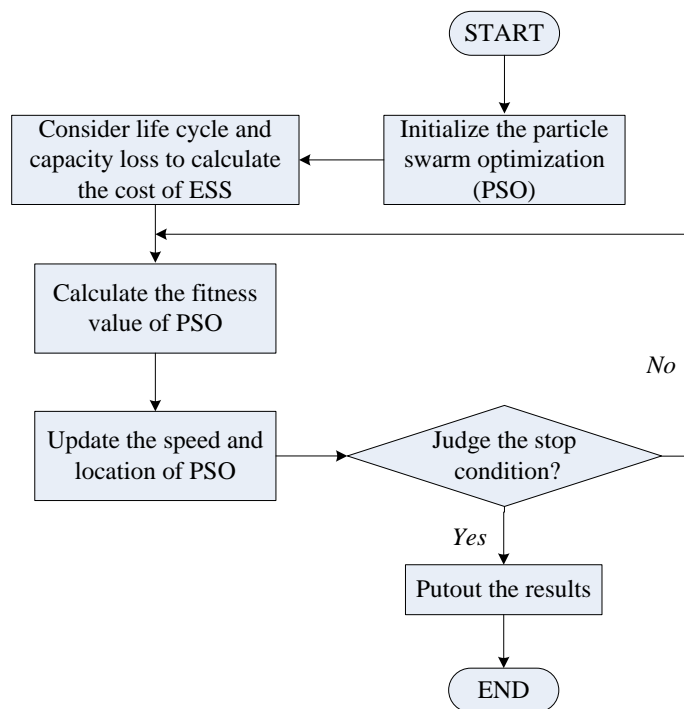 START
Initialize the particle
swarm optimization
(PSO)
Consider life cycle and
capacity loss to calculate
the cost of ESS
Calculate the fitness
value of PSO
Update the speed and
location of PSO
Judge the stop
condition?
No
Yes
Putout the results
END